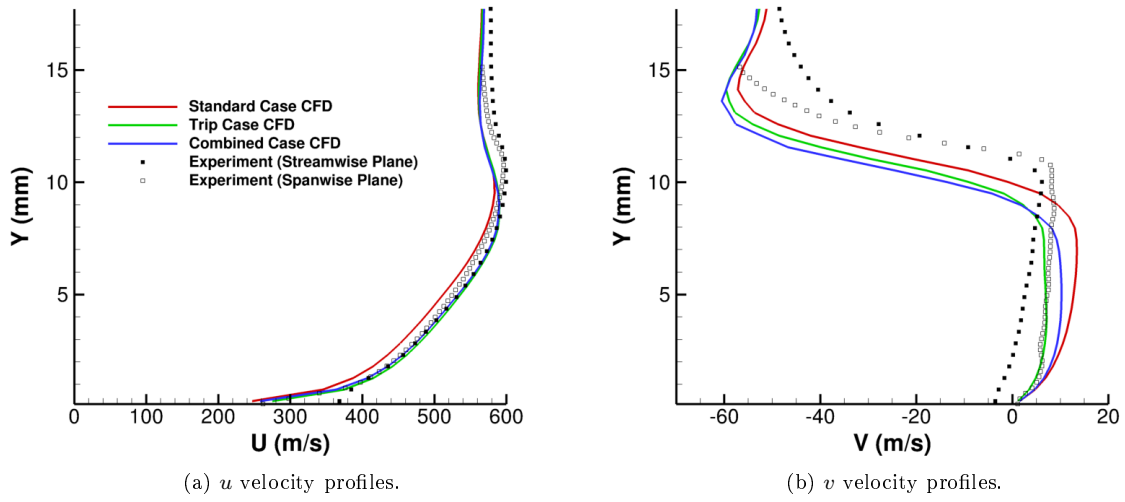 Y (mm)
15
10
5
Standard Case CFD
Trip Case CFD
Combined Case CFD
Experiment (Streamwise Plane)
Experiment (Spanwise Plane)
0 100 200 300 400 500 600
U (m/s)
(a) u velocity profiles.
Y (mm)
15
10
5
-60 -40 -20 0 20
V (m/s)
(b) v velocity profiles.